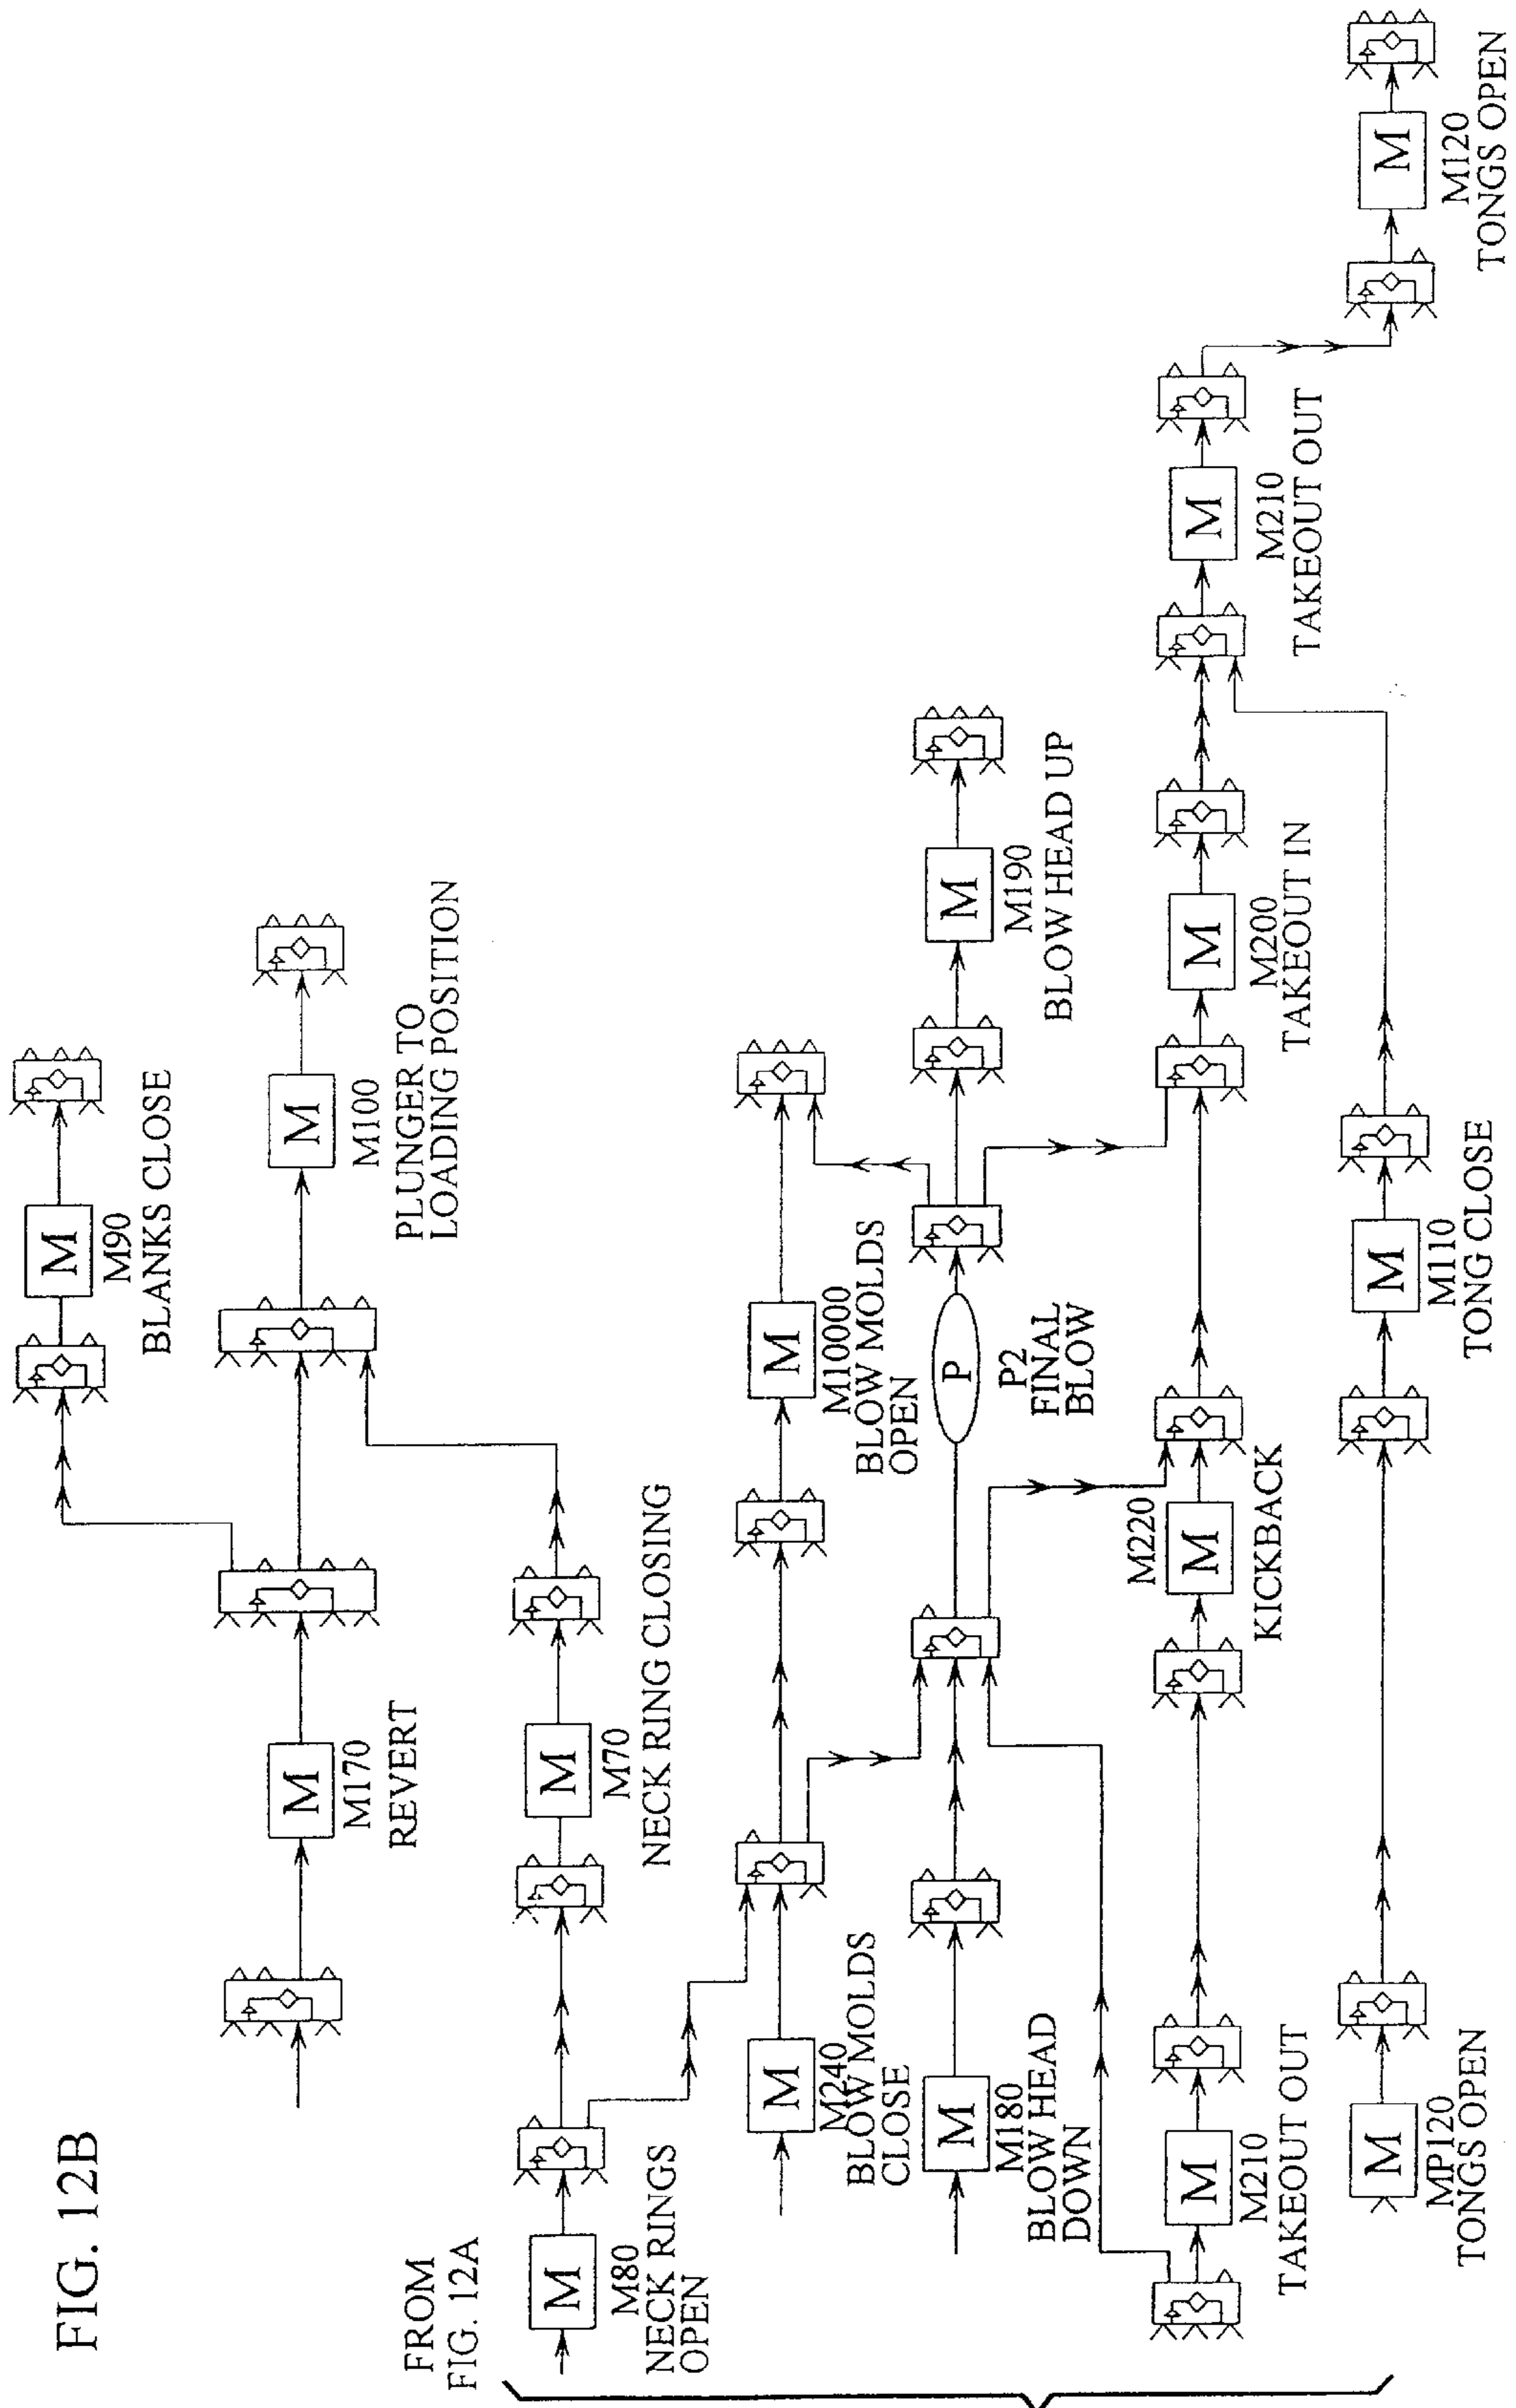 FIG. 12B
M
M90
BLANKS CLOSE
M
M170
REVERT
M
M100
PLUNGER TO
LOADING POSITION
FROM
FIG. 12A
M
M80
NECK RINGS
OPEN
M
M70
NECK RING CLOSING
M
M240
BLOW MOLDS
CLOSE
M
M10000
BLOW MOLDS
OPEN
M
M180
BLOW HEAD
DOWN
P
P2
FINAL
BLOW
M
M190
BLOW HEAD UP
M
M210
TAKEOUT OUT
M220
M
KICKBACK
M
M200
TAKEOUT IN
M
M210
TAKEOUT OUT
M
MP120
TONGS OPEN
M
M110
TONG CLOSE
M
M120
TONGS OPEN